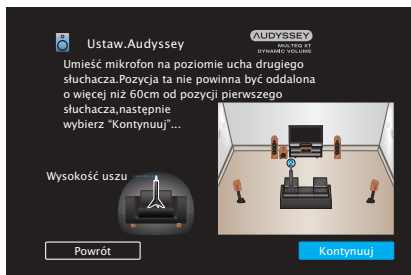 Ustaw.Audyssey
AUDYSSEY
MULTEQ XT
DYNAMIC VOLUME
Umieść mikrofon na poziomie ucha drugiego
słuchacza.Pozycja ta nie powinna być oddalona
o więcej niż 60cm od pozycji pierwszego
słuchacza,następnie
wybierz “Kontynuuj”...
Wysokość uszu
2
Powrót
Kontynuuj